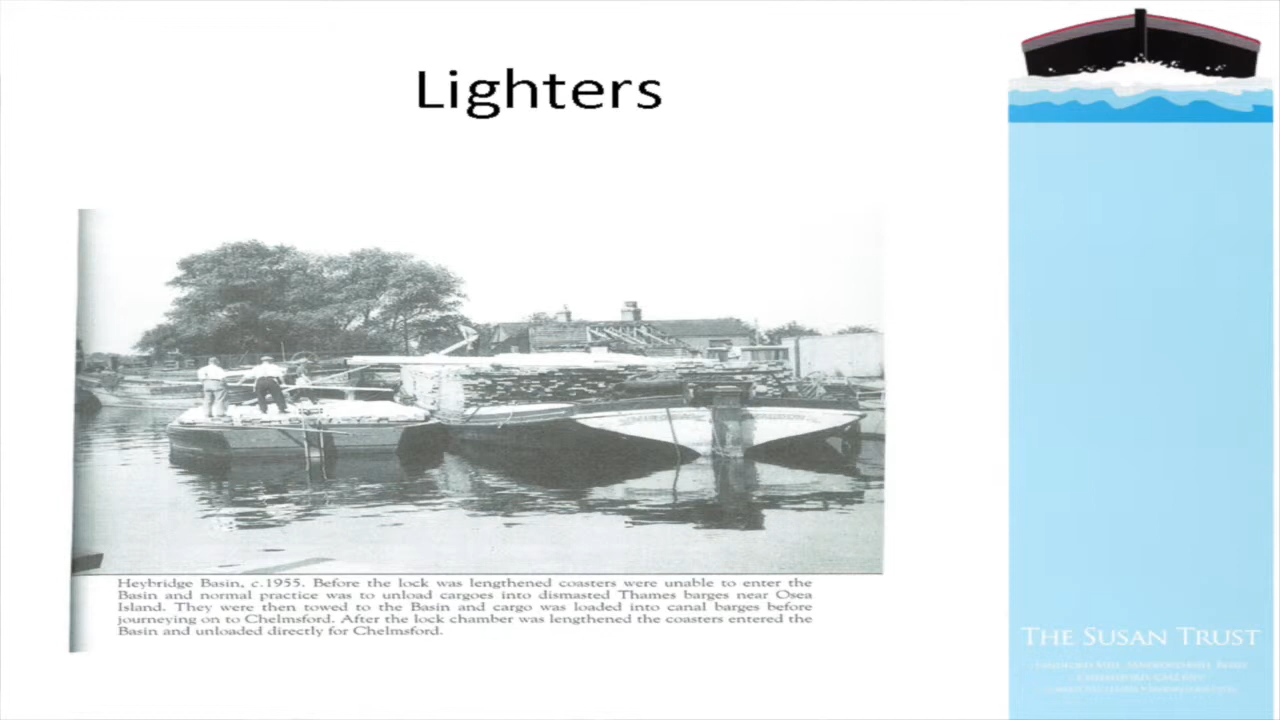 Lighters
Heybridge Basin, c.1955. Before the lock was lengthened coasters were unable to enter the
Basin and normal practice was to unload cargoes into dismasted Thames barges near Osea
Island. They were then towed to the Basin and cargo was loaded into canal barges before
journeying on to Chelmsford. After the lock chamber was lengthened the coasters entered the
Basin and unloaded directly for Chelmsford.
THE SUSAN TRUST